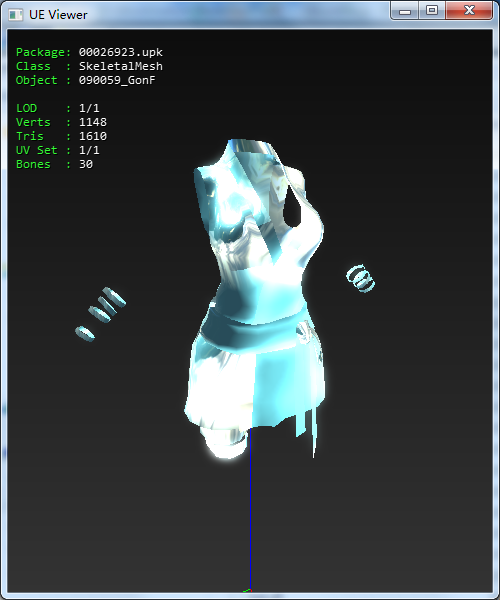 UE Viewer
Package: 00026923.upk
Class : SkeletalMesh
Object : 090059_GonF
LOD : 1/1
Verts : 1148
Tris : 1610
UV Set : 1/1
Bones : 30